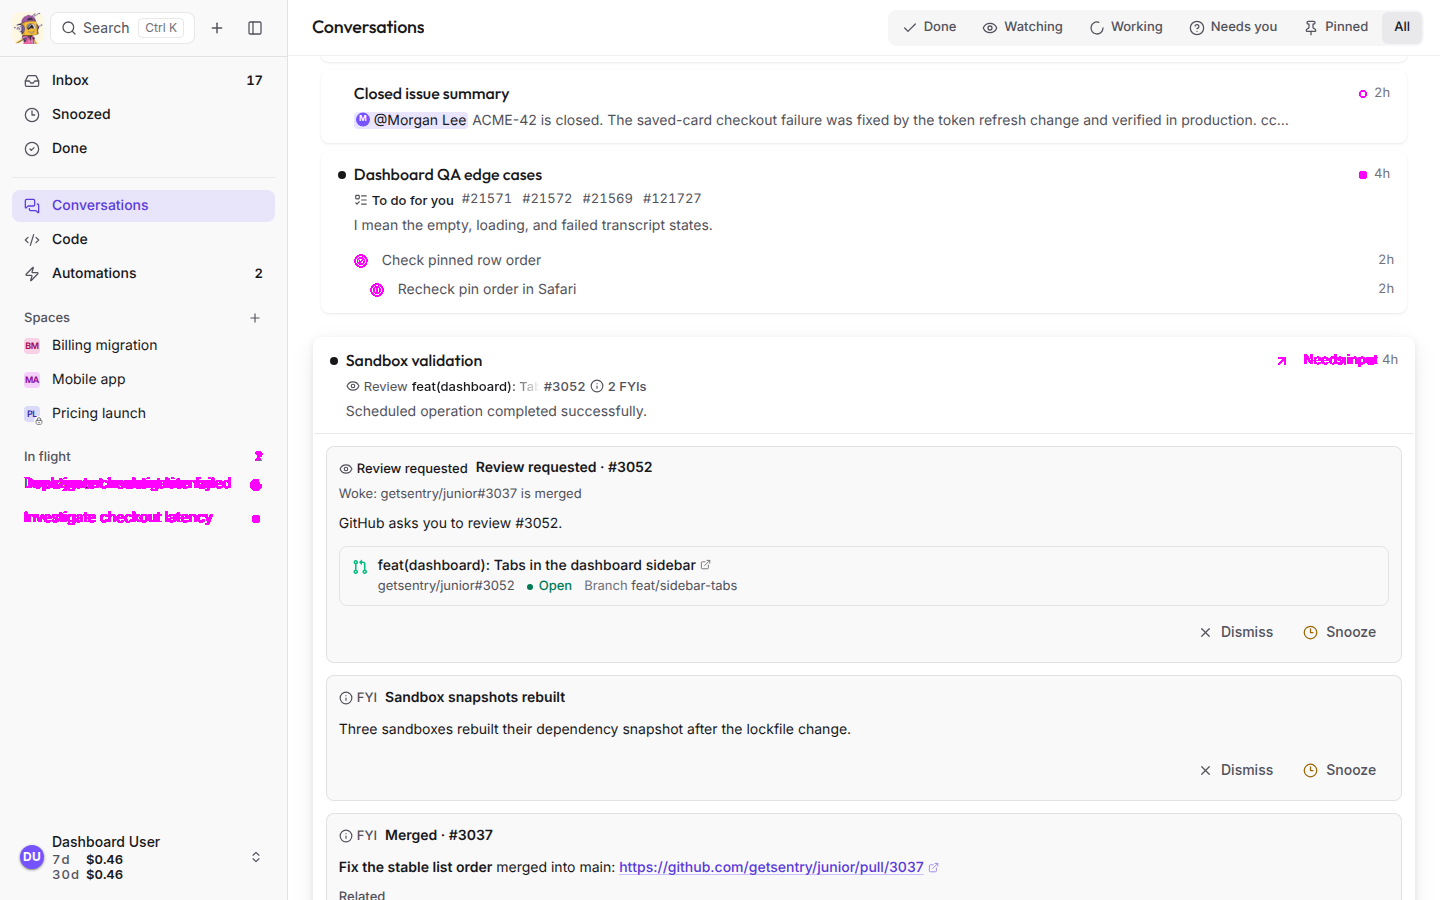 Search Ctrl K
Inbox 17
Snoozed
Done
Conversations
Code
Automations 2
Spaces
BM Billing migration
MA Mobile app
PL Pricing launch
In flight
Investigate checkout latency
Dashboard User
DU
7d $0.46
30d $0.46
Conversations
Done Watching Working Needs you Pinned All
Closed issue summary 2h
M @Morgan Lee ACME-42 is closed. The saved-card checkout failure was fixed by the token refresh change and verified in production. cc...
Dashboard QA edge cases 4h
To do for you #21571 #21572 #21569 #121727
I mean the empty, loading, and failed transcript states.
Check pinned row order 2h
Recheck pin order in Safari 2h
Sandbox validation Needs input 4h
Review feat(dashboard): Tab #3052 2 FYIs
Scheduled operation completed successfully.
Review requested Review requested · #3052
Woke: getsentry/junior#3037 is merged
GitHub asks you to review #3052.
feat(dashboard): Tabs in the dashboard sidebar
getsentry/junior#3052 Open Branch feat/sidebar-tabs
Dismiss Snooze
FYI Sandbox snapshots rebuilt
Three sandboxes rebuilt their dependency snapshot after the lockfile change.
Dismiss Snooze
FYI Merged · #3037
Fix the stable list order merged into main: https://github.com/getsentry/junior/pull/3037
Related